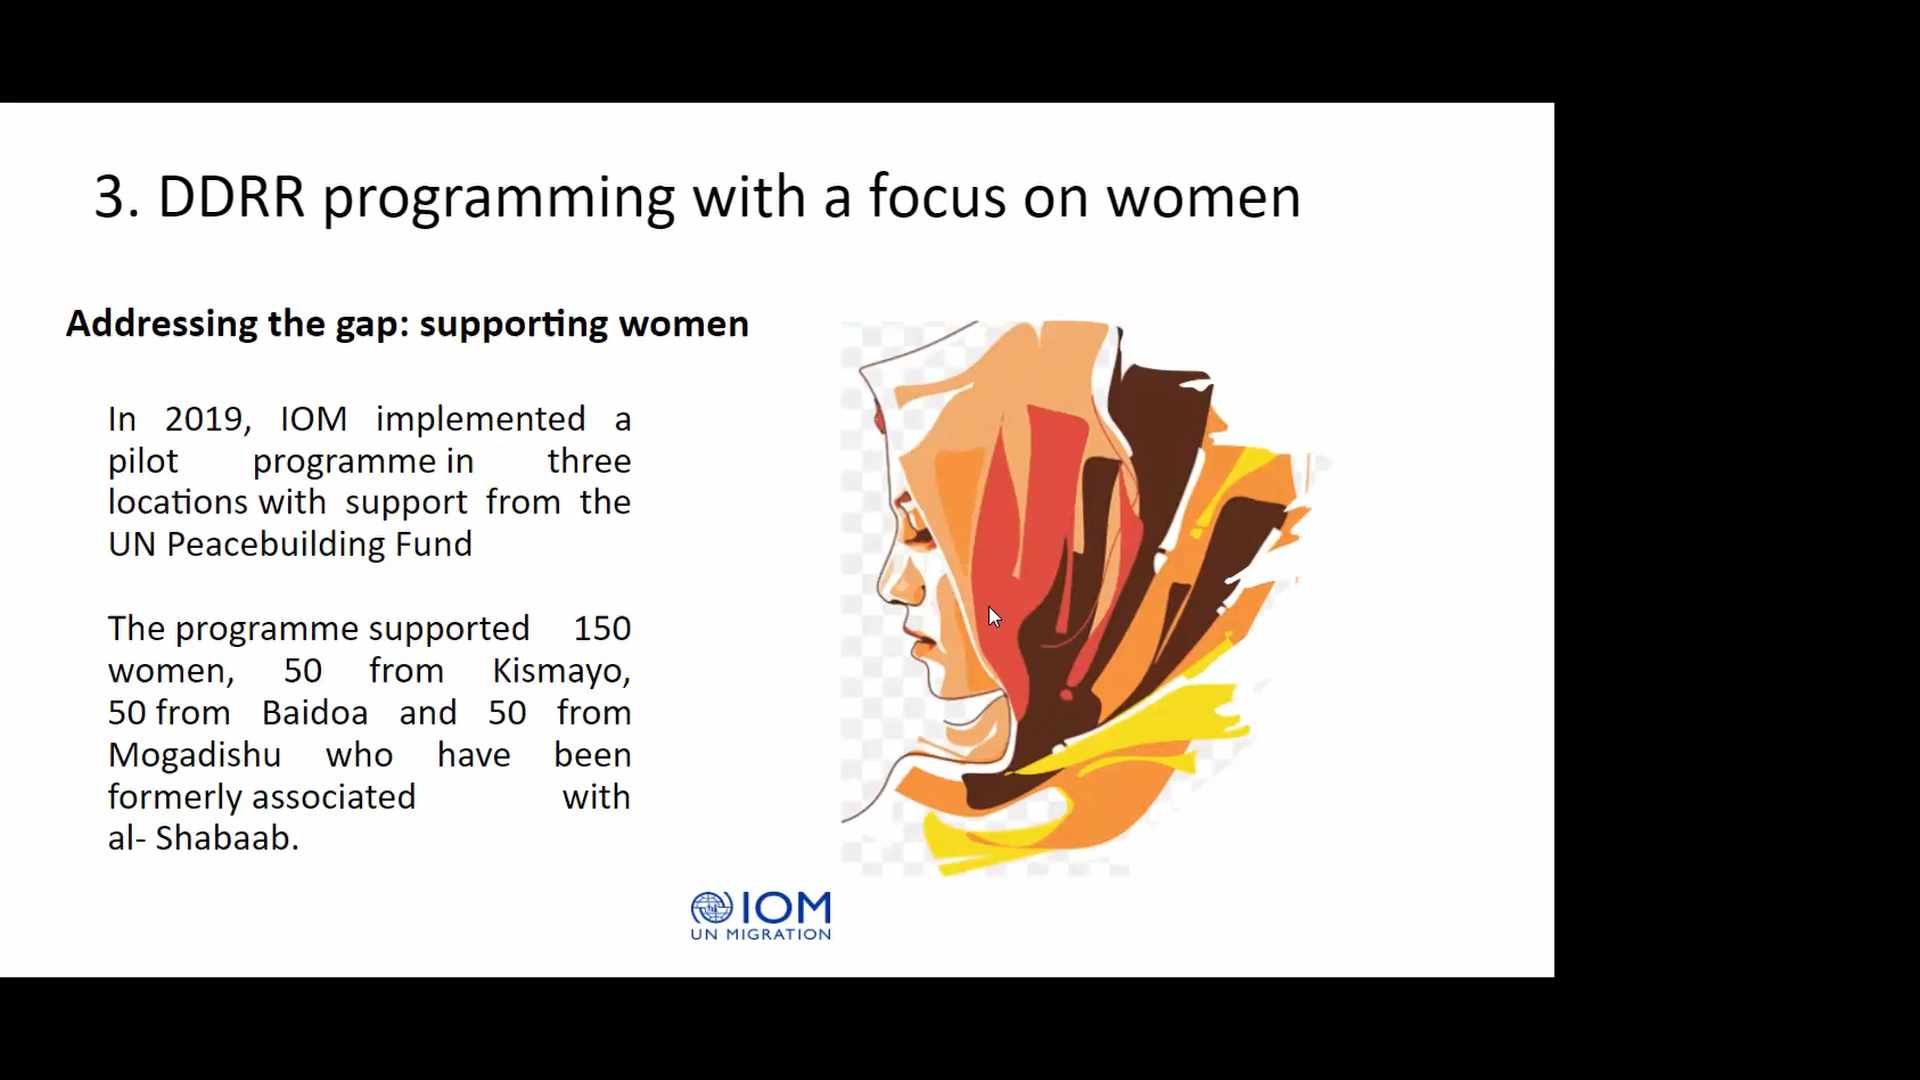 3. DDRR programming with a focus on women
Addressing the gap: supporting women
In 2019, IOM implemented a
pilot programme in three
locations with support from the
UN Peacebuilding Fund
The programme supported 150
women, 50 from Kismayo,
50 from Baidoa and 50 from
Mogadishu who have been
formerly associated with
al- Shabaab.
IOM
UN MIGRATION